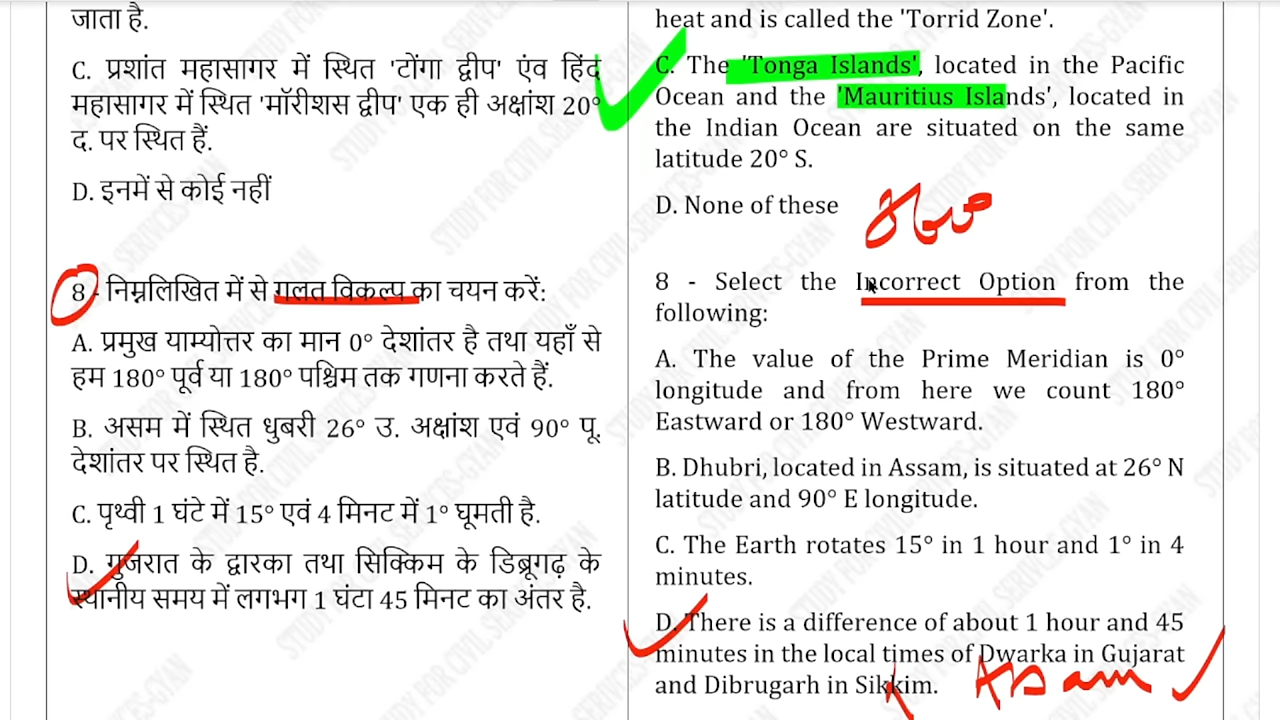 जाता है.
C. प्रशांत महासागर में स्थित 'टोंगा द्वीप' एंव हिंद
महासागर में स्थित 'मॉरीशस द्वीप' एक ही अक्षांश 20°
द. पर स्थित हैं.
D. इनमें से कोई नहीं
8 - निम्नलिखित में से गलत विकल्प का चयन करें:
A. प्रमुख याम्योत्तर का मान 0° देशांतर है तथा यहाँ से
हम 180° पूर्व या 180° पश्चिम तक गणना करते हैं.
B. असम में स्थित धुबरी 26° उ. अक्षांश एवं 90° पू.
देशांतर पर स्थित है.
C. पृथ्वी 1 घंटे में 15° एवं 4 मिनट में 1° घूमती है.
D. गुजरात के द्वारका तथा सिक्किम के डिब्रूगढ़ के
स्थानीय समय में लगभग 1 घंटा 45 मिनट का अंतर है.
heat and is called the 'Torrid Zone'.
C. The 'Tonga Islands', located in the Pacific
Ocean and the 'Mauritius Islands', located in
the Indian Ocean are situated on the same
latitude 20° S.
D. None of these
8 - Select the Incorrect Option from the
following:
A. The value of the Prime Meridian is 0°
longitude and from here we count 180°
Eastward or 180° Westward.
B. Dhubri, located in Assam, is situated at 26° N
latitude and 90° E longitude.
C. The Earth rotates 15° in 1 hour and 1° in 4
minutes.
D. There is a difference of about 1 hour and 45
minutes in the local times of Dwarka in Gujarat
and Dibrugarh in Sikkim. Assam
STUDY FOR CIVIL SERVICES-GYAN